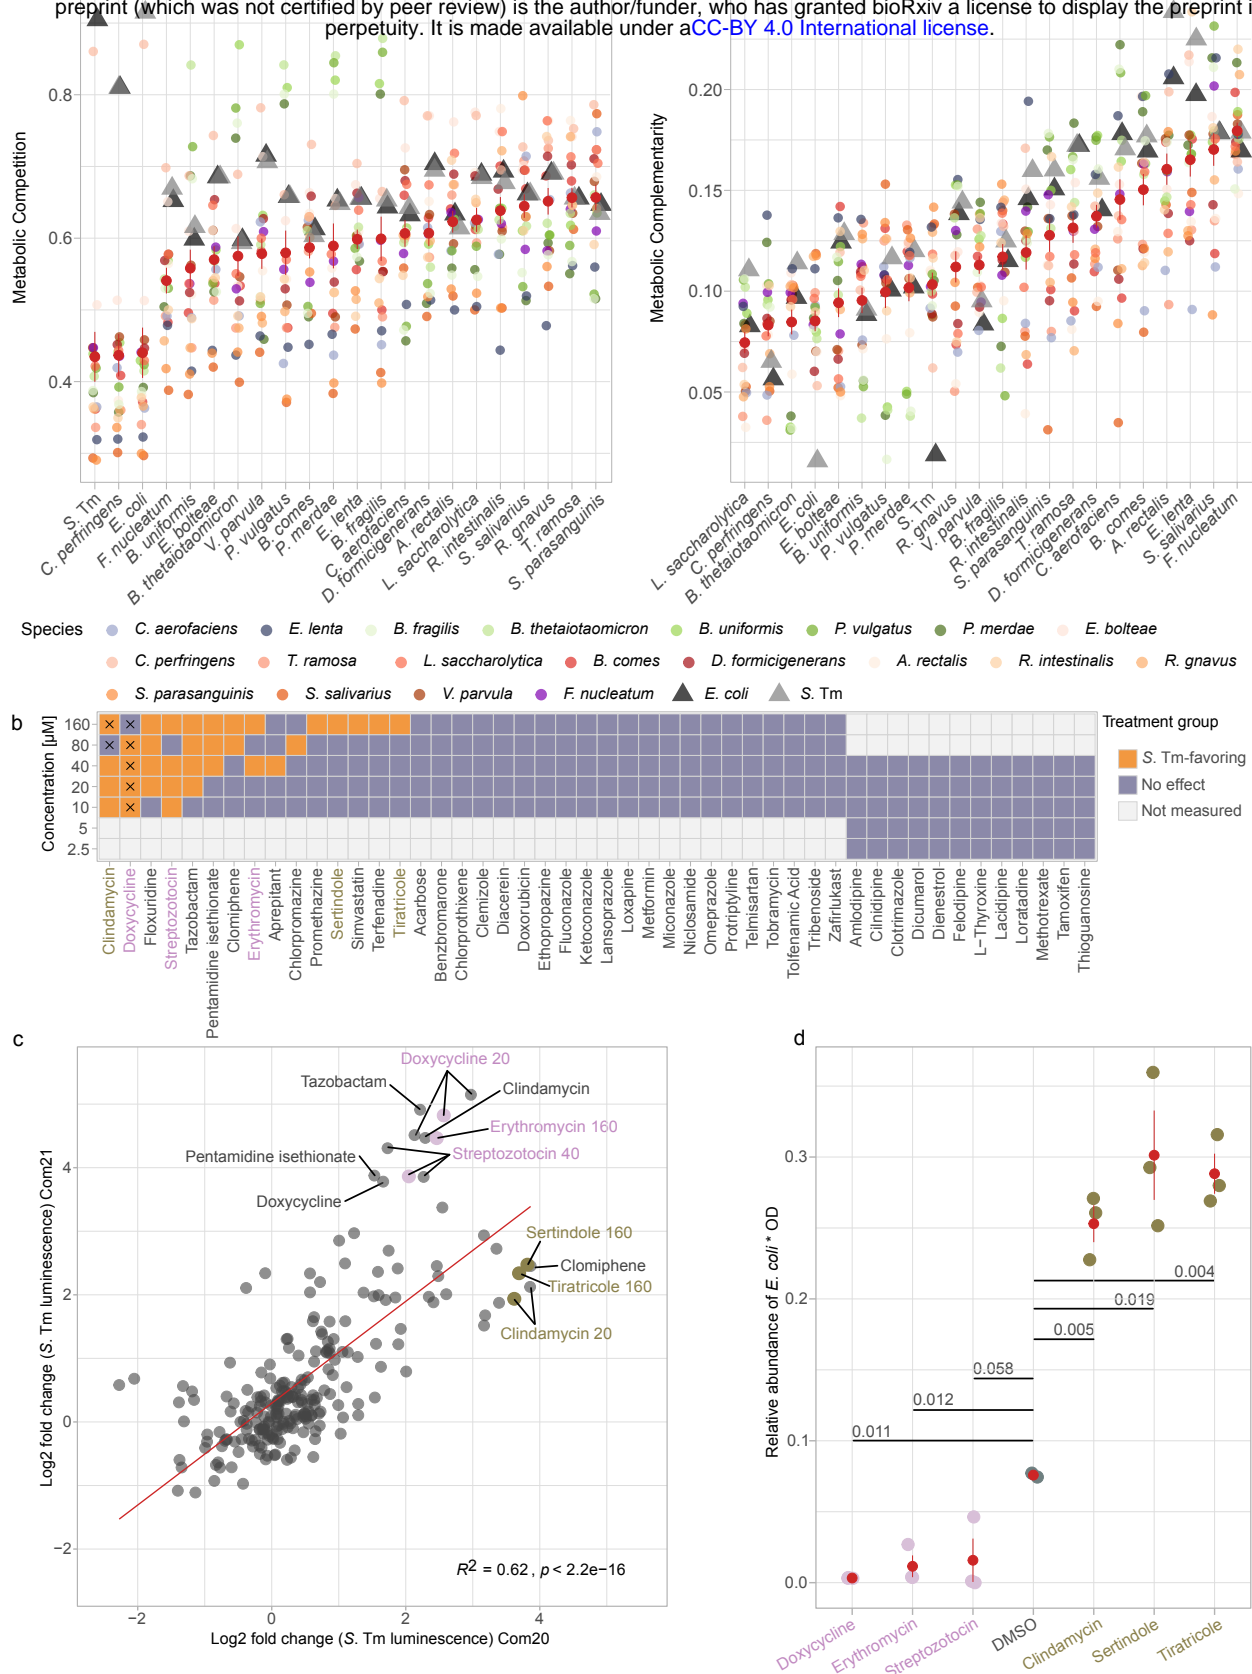 preprint (which was not certified by peer review) is the author/funder, who has granted bioRxiv a license to display the preprint i
perpetuity. It is made available under aCC-BY 4.0 International license.
Metabolic Competition
0.8
0.6
0.4
S. Tm
C. perfringens
E. coli
F. nucleatum
B. uniformis
E. bolteae
B. thetaiotaomicron
V. parvula
P. vulgatus
B. comes
P. merdae
E. lenta
B. fragilis
C. aerofaciens
D. formicigenerans
A. rectalis
L. saccharolytica
R. intestinalis
S. salivarius
R. gnavus
T. ramosa
S. parasanguinis
Metabolic Complementarity
0.20
0.15
0.10
0.05
L. saccharolytica
C. perfringens
B. thetaiotaomicron
E. coli
E. bolteae
B. uniformis
P. vulgatus
P. merdae
S. Tm
R. gnavus
V. parvula
B. fragilis
R. intestinalis
S. parasanguinis
T. ramosa
D. formicigenerans
C. aerofaciens
B. comes
A. rectalis
E. lenta
S. salivarius
F. nucleatum
Species C. aerofaciens E. lenta B. fragilis B. thetaiotaomicron B. uniformis P. vulgatus P. merdae E. bolteae
C. perfringens T. ramosa L. saccharolytica B. comes D. formicigenerans A. rectalis R. intestinalis R. gnavus
S. parasanguinis S. salivarius V. parvula F. nucleatum E. coli S. Tm
b
Concentration [µM]
160
80
40
20
10
5
2.5
Treatment group
S. Tm-favoring
No effect
Not measured
Clindamycin
Doxycycline
Floxuridine
Streptozotocin
Tazobactam
Pentamidine isethionate
Clomiphene
Erythromycin
Aprepitant
Chlorpromazine
Promethazine
Sertindole
Simvastatin
Terfenadine
Tiratricole
Acarbose
Benzbromarone
Chlorprothixene
Clemizole
Diacerein
Doxorubicin
Ethopropazine
Fluconazole
Ketoconazole
Lansoprazole
Loxapine
Metformin
Miconazole
Niclosamide
Omeprazole
Protriptyline
Telmisartan
Tobramycin
Tolfenamic Acid
Tribenoside
Zafirlukast
Amlodipine
Cilnidipine
Clotrimazole
Dicumarol
Dienestrol
Felodipine
L−Thyroxine
Lacidipine
Loratadine
Methotrexate
Tamoxifen
Thioguanosine
c
Log2 fold change (S. Tm luminescence) Com21
4
2
0
−2
Doxycycline 20
Tazobactam
Clindamycin
Erythromycin 160
Streptozotocin 40
Pentamidine isethionate
Doxycycline
Sertindole 160
Clomiphene
Tiratricole 160
Clindamycin 20
R2 = 0.62 , p < 2.2e−16
−2 0 2 4
Log2 fold change (S. Tm luminescence) Com20
d
Relative abundance of E. coli * OD
0.3
0.2
0.1
0.0
0.004
0.019
0.005
0.058
0.012
0.011
Doxycycline
Erythromycin
Streptozotocin
DMSO
Clindamycin
Sertindole
Tiratricole